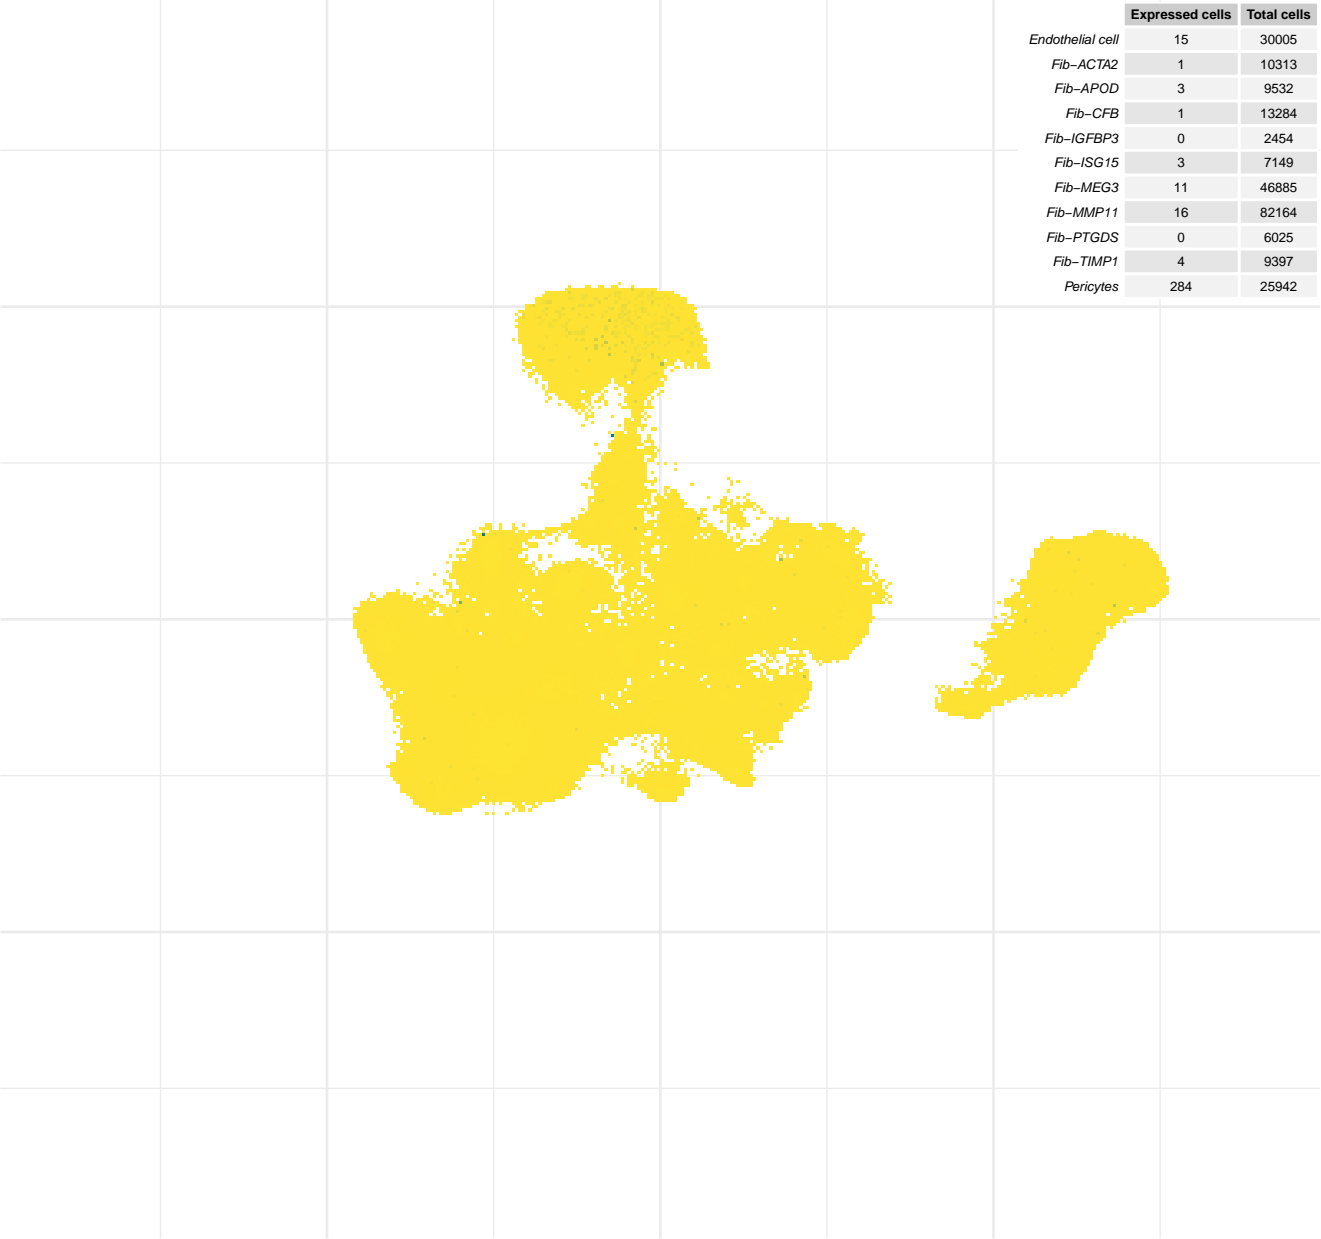 Expressed cells Total cells
Endothelial cell 15 30005
Fib−ACTA2 1 10313
Fib−APOD 3 9532
Fib−CFB 1 13284
Fib−IGFBP3 0 2454
Fib−ISG15 3 7149
Fib−MEG3 11 46885
Fib−MMP11 16 82164
Fib−PTGDS 0 6025
Fib−TIMP1 4 9397
Pericytes 284 25942